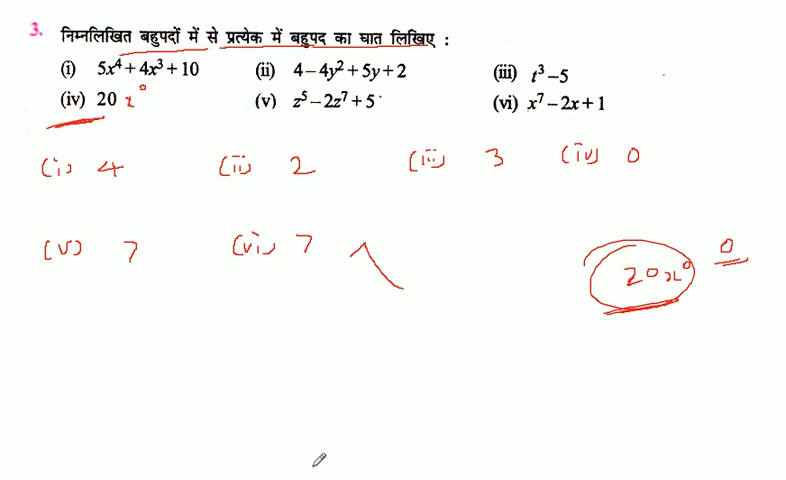 3. निम्नलिखित बहुपदों में से प्रत्येक में बहुपद का घात लिखिए :
(i) 5x⁴ + 4x³ + 10 (ii) 4 – 4y² + 5y + 2 (iii) t³ – 5
(iv) 20 x⁰ (v) z⁵ – 2z⁷ + 5 (vi) x⁷ – 2x + 1
(i) 4 (ii) 2 (iii) 3 (iv) 0
(v) 7 (vi) 7
0
20x⁰